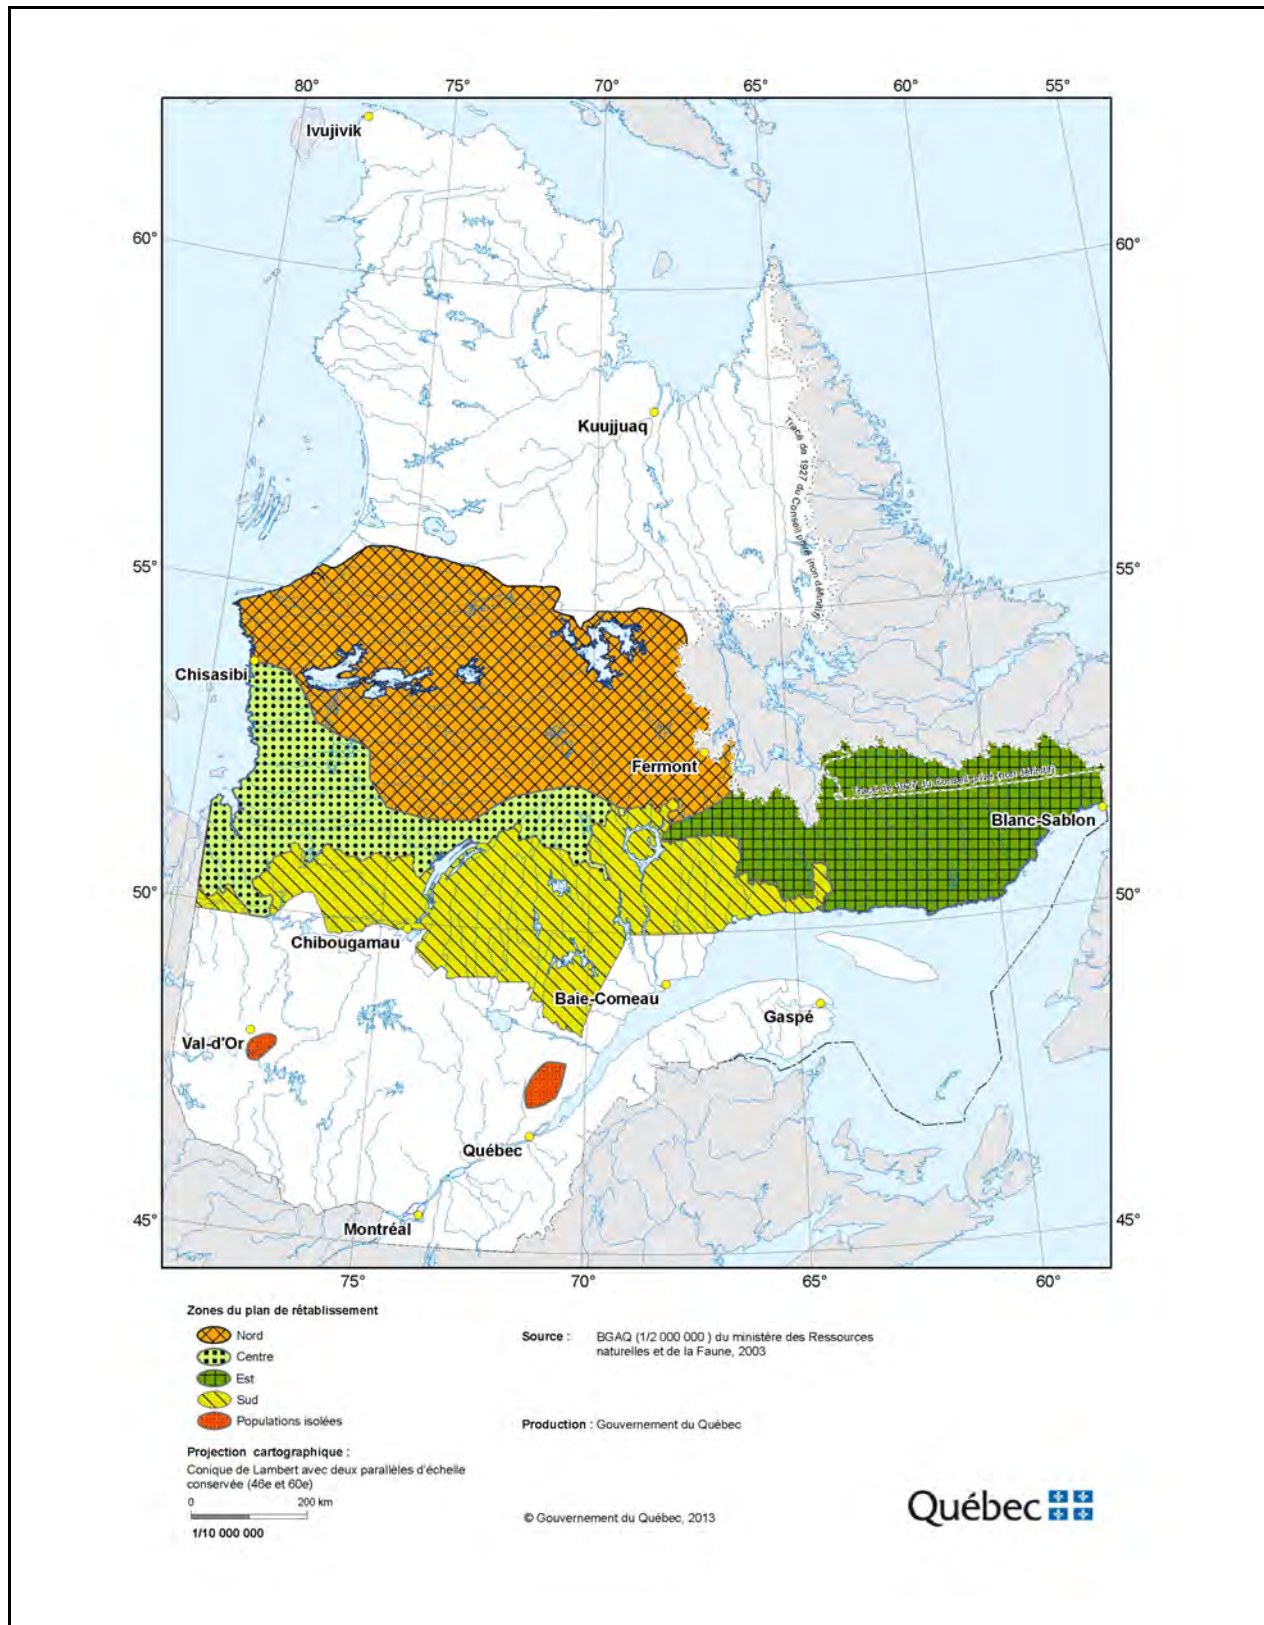 80° 75° 70° 65° 60° 55°
Ivujivik
60° 60°
Kuujjuaq
Tracé de 1927 du Conseil privé (non définitif)
55° 55°
Chisasibi
Fermont
Tracé de 1927 du Conseil privé (non définitif)
Blanc-Sablon
50° 50°
Chibougamau
Baie-Comeau
Gaspé
Val-d'Or
Québec
45° 45°
Montréal
75° 70° 65° 60°
Zones du plan de rétablissement
Nord
Centre
Est
Sud
Populations isolées
Source : BGAQ (1/2 000 000 ) du ministère des Ressources
naturelles et de la Faune, 2003
Production : Gouvernement du Québec
Projection cartographique :
Conique de Lambert avec deux parallèles d'échelle
conservée (46e et 60e)
0 200 km
1/10 000 000
© Gouvernement du Québec, 2013
Québec